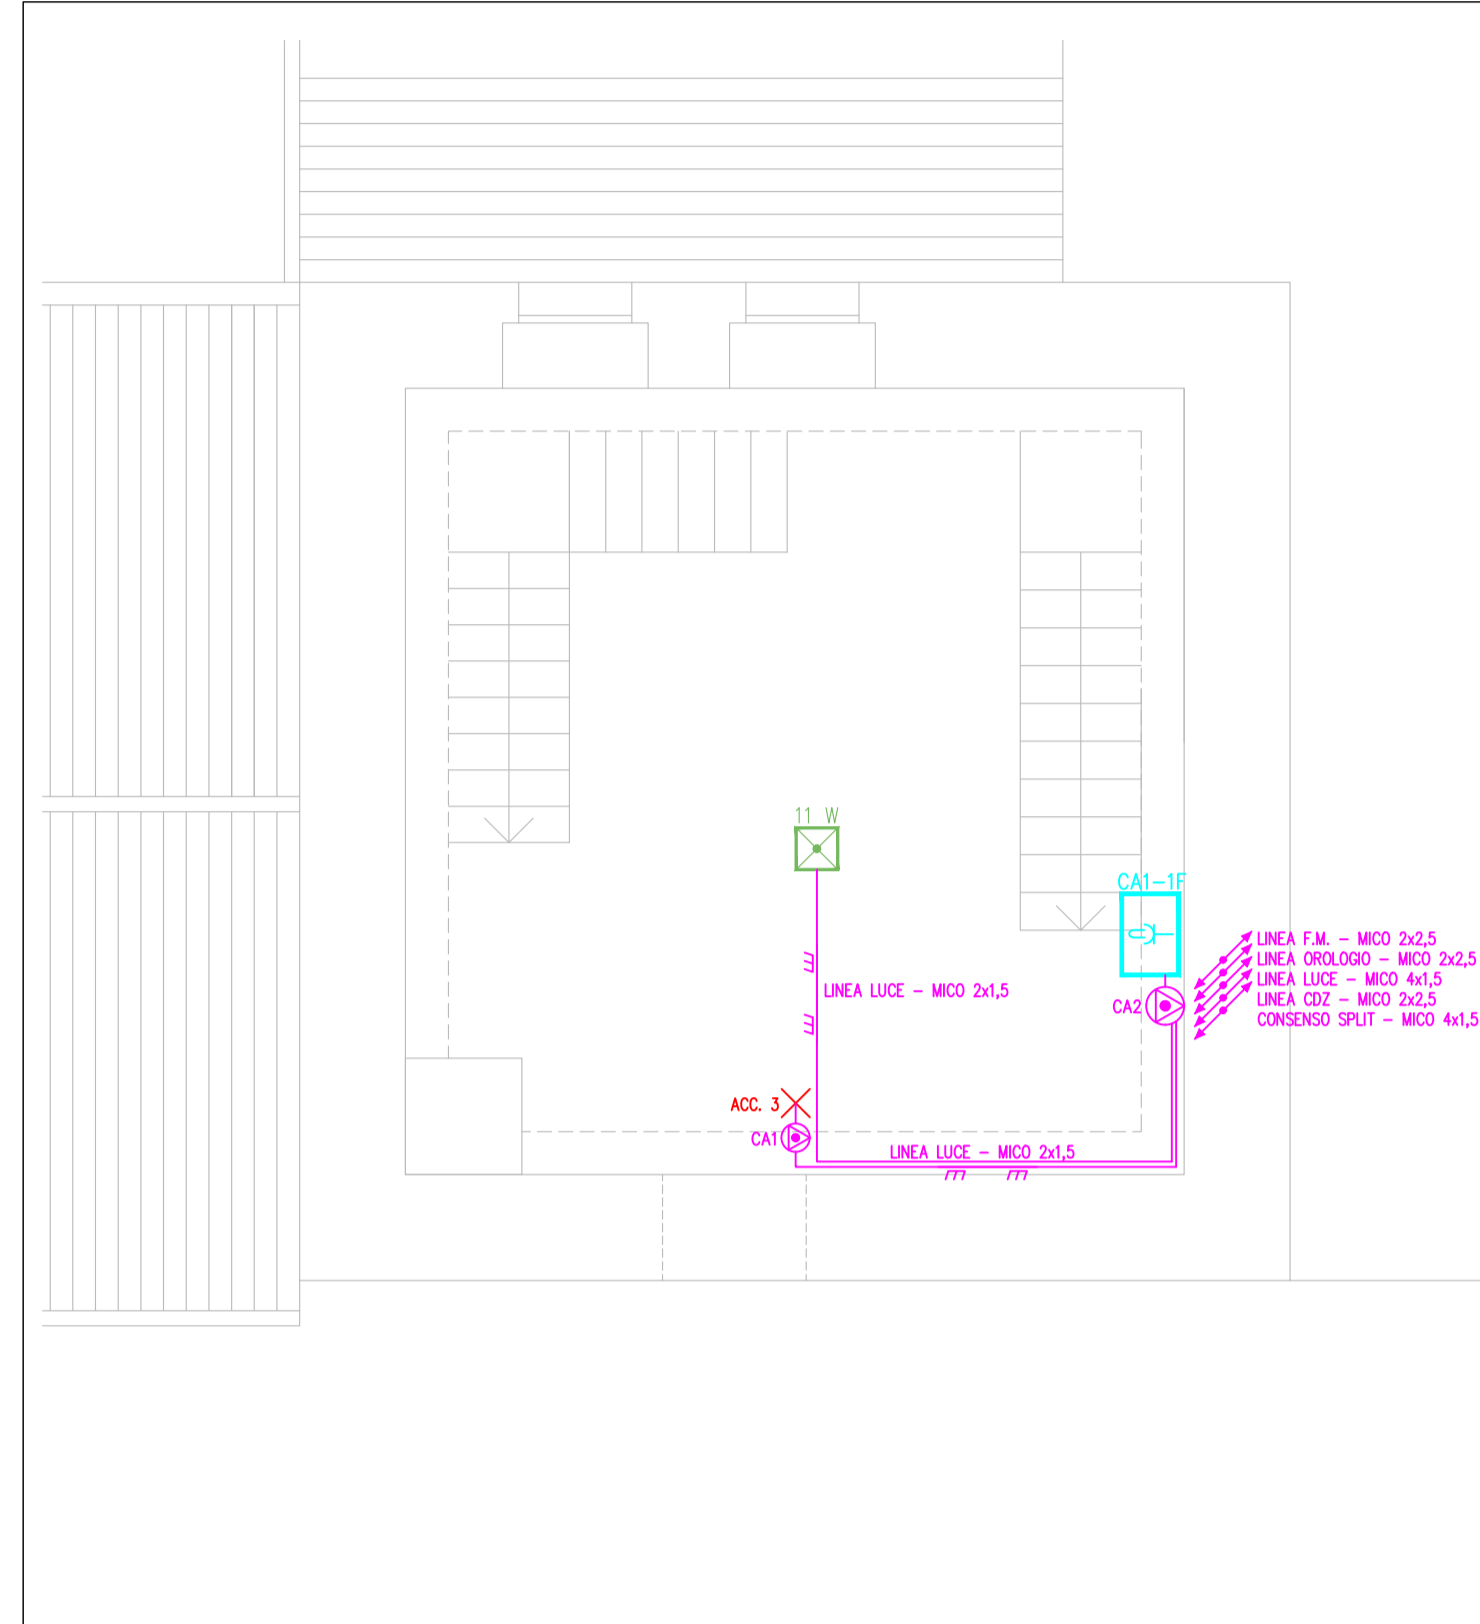 11 W
CA1-1F
LINEA F.M. - MICO 2x2,5
LINEA OROLOGIO - MICO 2x2,5
LINEA LUCE - MICO 4x1,5
LINEA CDZ - MICO 2x2,5
CONSENSO SPLIT - MICO 4x1,5
LINEA LUCE - MICO 2x1,5
CA2
ACC. 3
CA1
LINEA LUCE - MICO 2x1,5